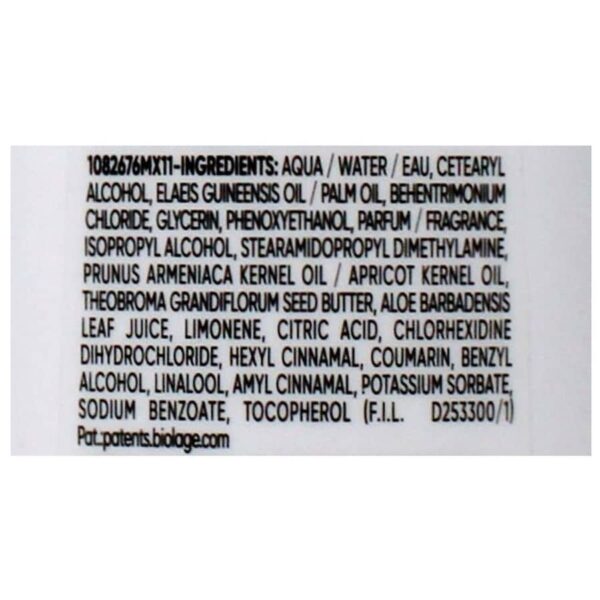 1082676MX11-INGREDIENTS: AQUA / WATER / EAU, CETEARYL
ALCOHOL, ELAEIS GUINEENSIS OIL / PALM OIL, BEHENTRIMONIUM
CHLORIDE, GLYCERIN, PHENOXYETHANOL, PARFUM / FRAGRANCE,
ISOPROPYL ALCOHOL, STEARAMIDOPROPYL DIMETHYLAMINE,
PRUNUS ARMENIACA KERNEL OIL / APRICOT KERNEL OIL,
THEOBROMA GRANDIFLORUM SEED BUTTER, ALOE BARBADENSIS
LEAF JUICE, LIMONENE, CITRIC ACID, CHLORHEXIDINE
DIHYDROCHLORIDE, HEXYL CINNAMAL, COUMARIN, BENZYL
ALCOHOL, LINALOOL, AMYL CINNAMAL, POTASSIUM SORBATE,
SODIUM BENZOATE, TOCOPHEROL (F.I.L. D253300/1)
Pat.:patents.biolage.com